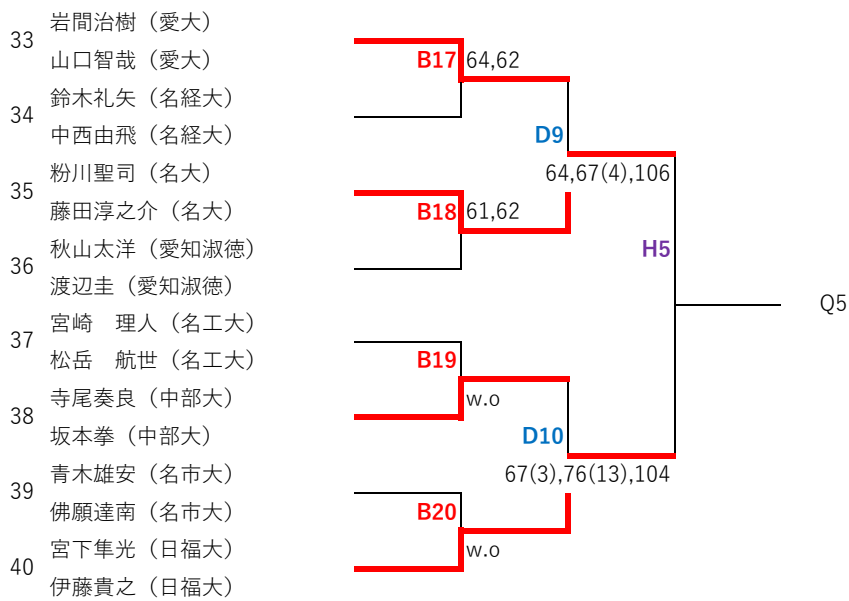 33
岩間治樹（愛大）
山口智哉（愛大）
34
鈴木礼矢（名経大）
中西由飛（名経大）
35
粉川聖司（名大）
藤田淳之介（名大）
36
秋山太洋（愛知淑徳）
渡辺圭（愛知淑徳）
37
宮崎　理人（名工大）
松岳　航世（名工大）
38
寺尾奏良（中部大）
坂本拳（中部大）
39
青木雄安（名市大）
佛願達南（名市大）
40
宮下隼光（日福大）
伊藤貴之（日福大）
B17 64,62
B18 61,62
B19 w.o
B20 w.o
D9
64,67(4),106
D10
67(3),76(13),104
H5
Q5